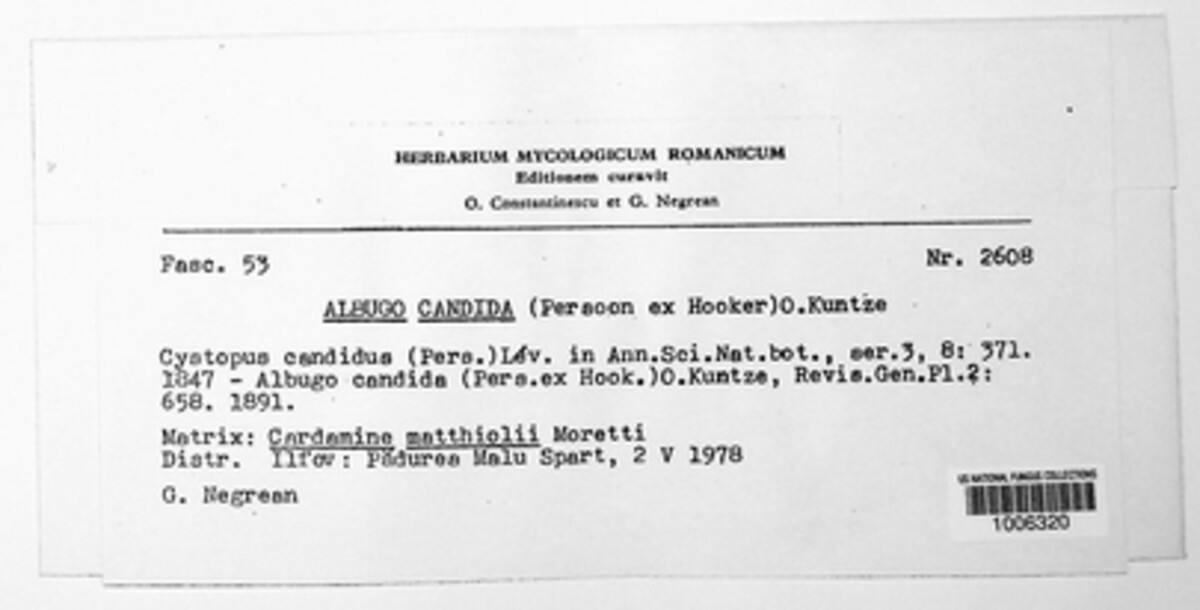 HERBARIUM MYCOLOGICUM ROMANICUM
Editionem curavit
O. Constantinescu et G. Negrean
Fasc. 53
Nr. 2608
ALBUGO CANDIDA (Persoon ex Hooker)O.Kuntze
Cystopus candidus (Pers.)Lév. in Ann.Sci.Nat.bot., ser.3, 8: 371.
1847 - Albugo candida (Pers.ex Hook.)O.Kuntze, Revis.Gen.Pl.2:
658. 1891.
Matrix: Cardamine matthiolii Moretti
Distr. Ilfov: Pădurea Malu Spart, 2 V 1978
G. Negrean
US NATIONAL FUNGUS COLLECTIONS
1006320